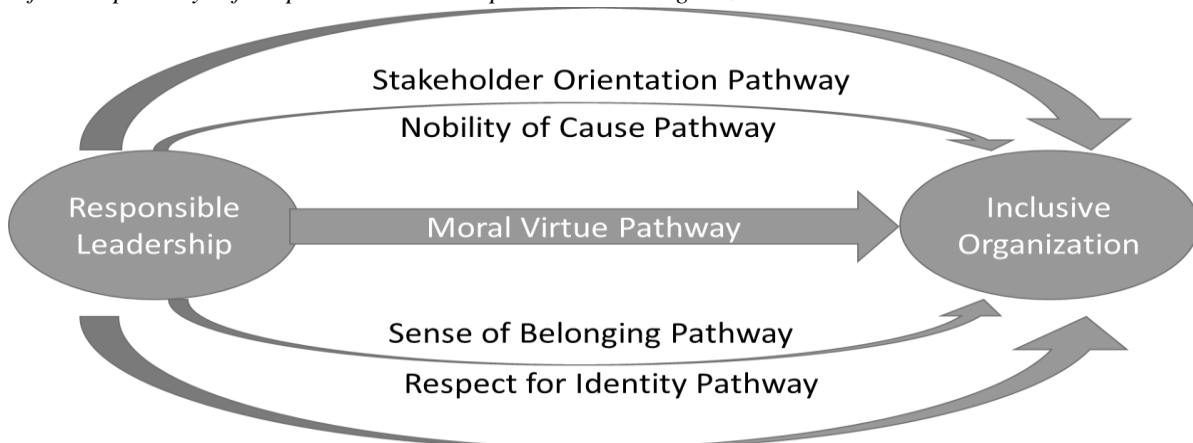 Stakeholder Orientation Pathway
Nobility of Cause Pathway
Responsible
Leadership
Moral Virtue Pathway
Inclusive
Organization
Sense of Belonging Pathway
Respect for Identity Pathway